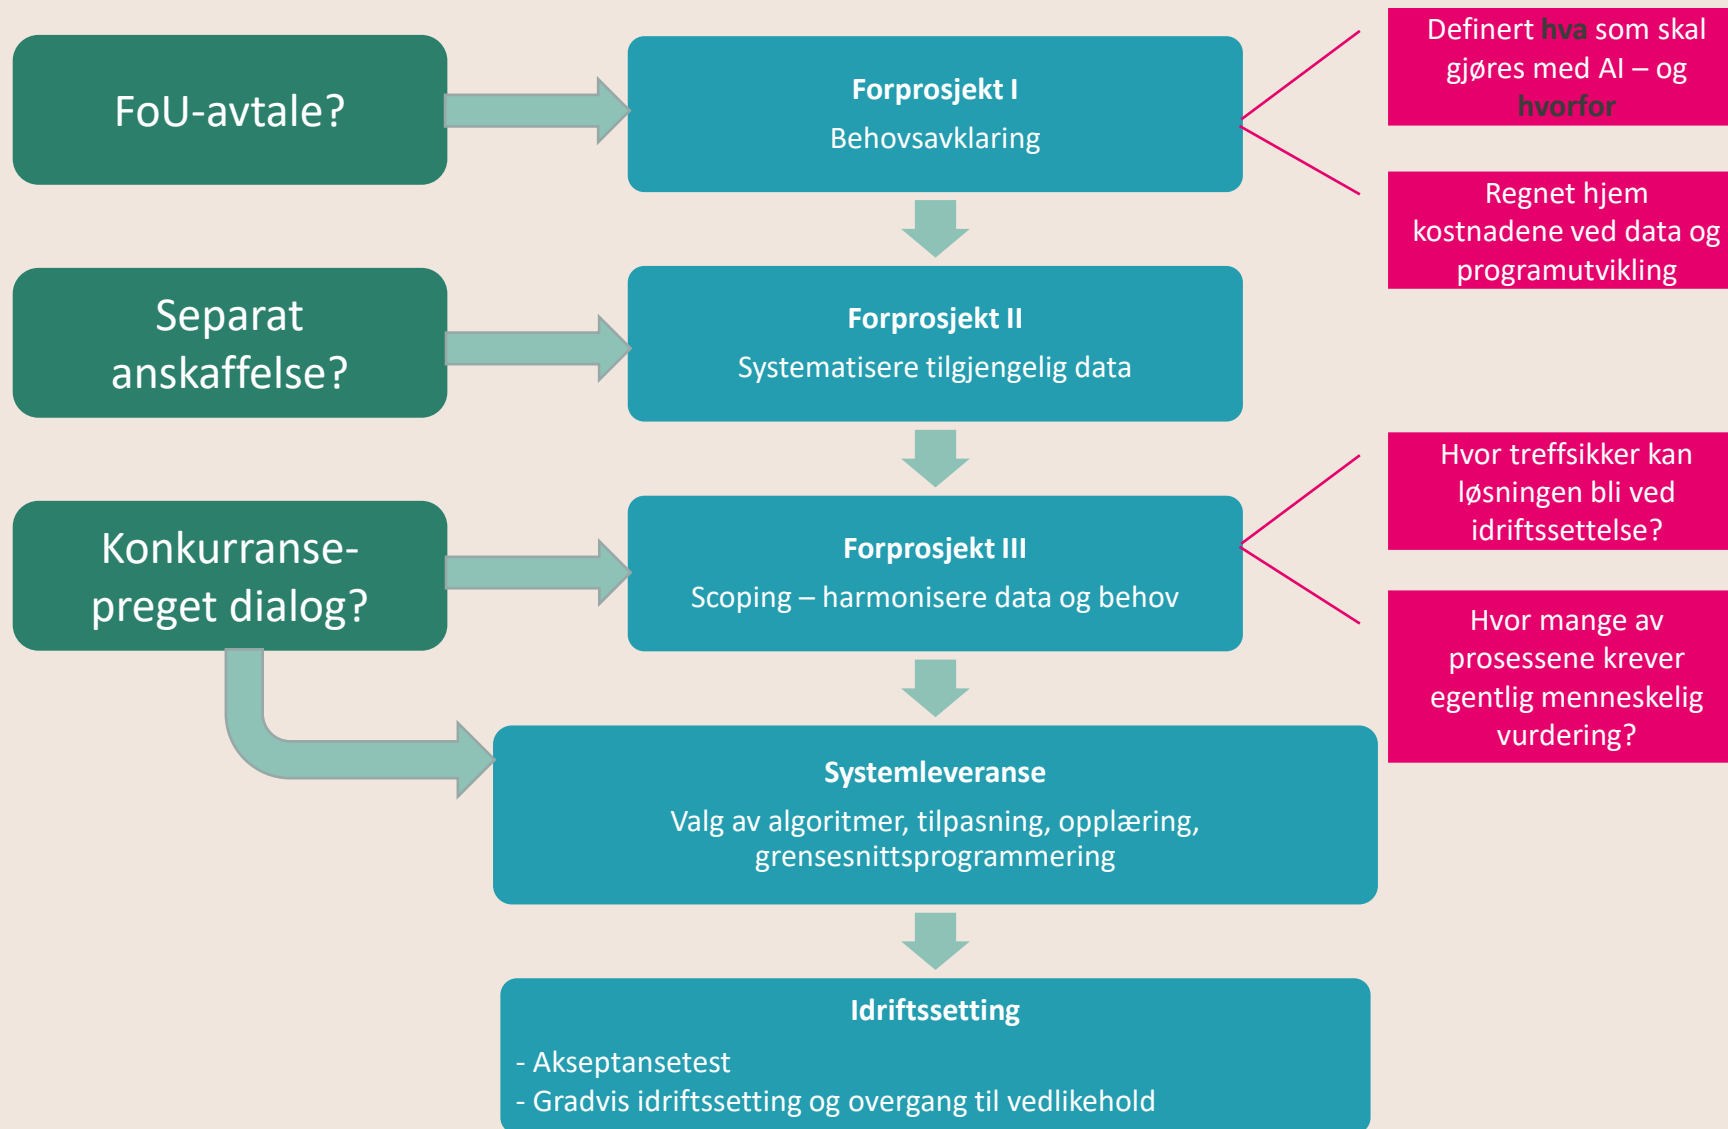 FoU-avtale?
Forprosjekt I
Behovsavklaring
Definert hva som skal
gjøres med AI – og
hvorfor
Regnet hjem
kostnadene ved data og
programutvikling
Separat
anskaffelse?
Forprosjekt II
Systematisere tilgjengelig data
Konkurranse-
preget dialog?
Forprosjekt III
Scoping – harmonisere data og behov
Hvor treffsikker kan
løsningen bli ved
idriftssettelse?
Hvor mange av
prosessene krever
egentlig menneskelig
vurdering?
Systemleveranse
Valg av algoritmer, tilpasning, opplæring,
grensesnittsprogrammering
Idriftssetting
- Akseptansetest
- Gradvis idriftssetting og overgang til vedlikehold